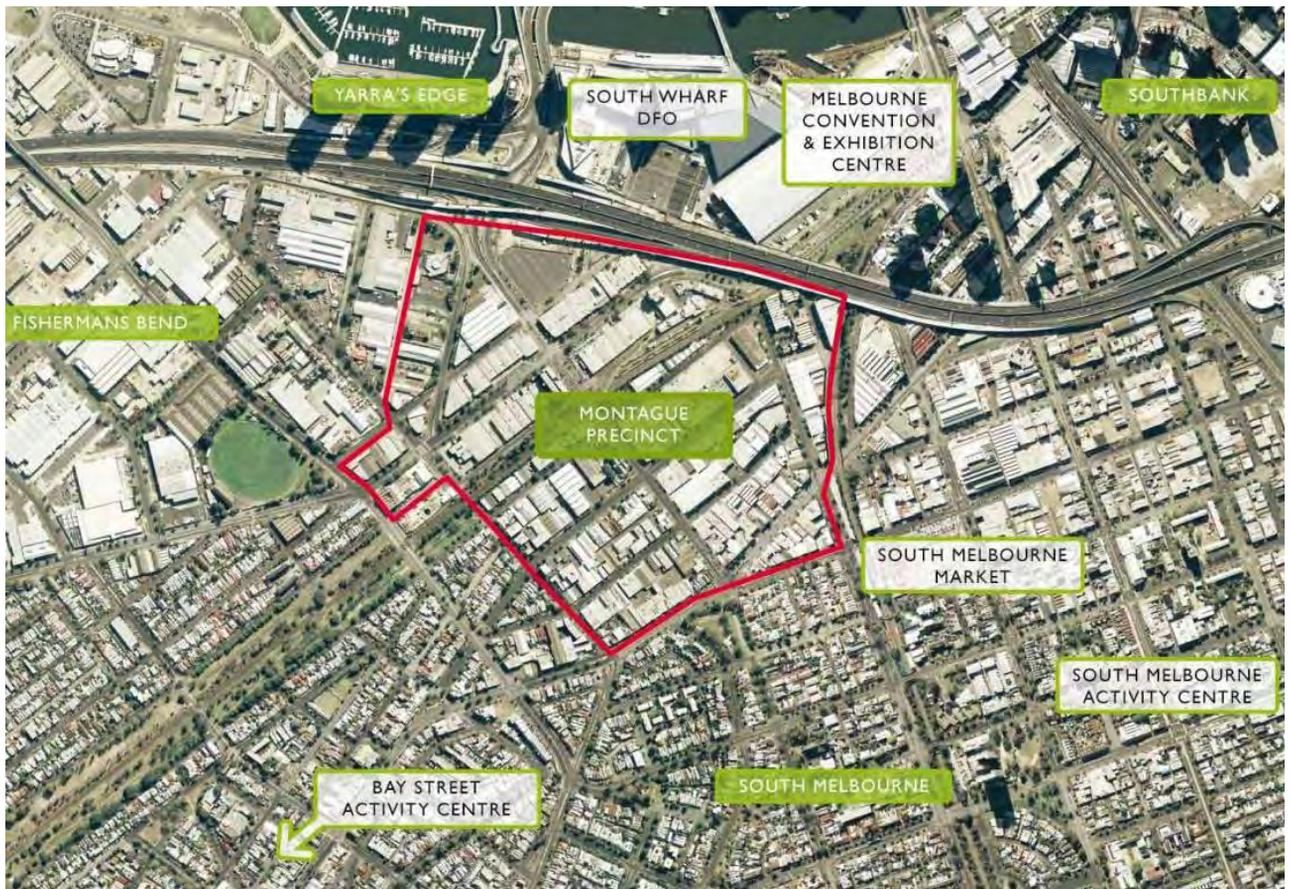 YARRA'S EDGE
SOUTH WHARF
DFO
MELBOURNE
CONVENTION
& EXHIBITION
CENTRE
SOUTHBANK
FISHERMANS BEND
MONTAGUE
PRECINCT
SOUTH MELBOURNE
MARKET
SOUTH MELBOURNE
ACTIVITY CENTRE
BAY STREET
ACTIVITY CENTRE
SOUTH MELBOURNE